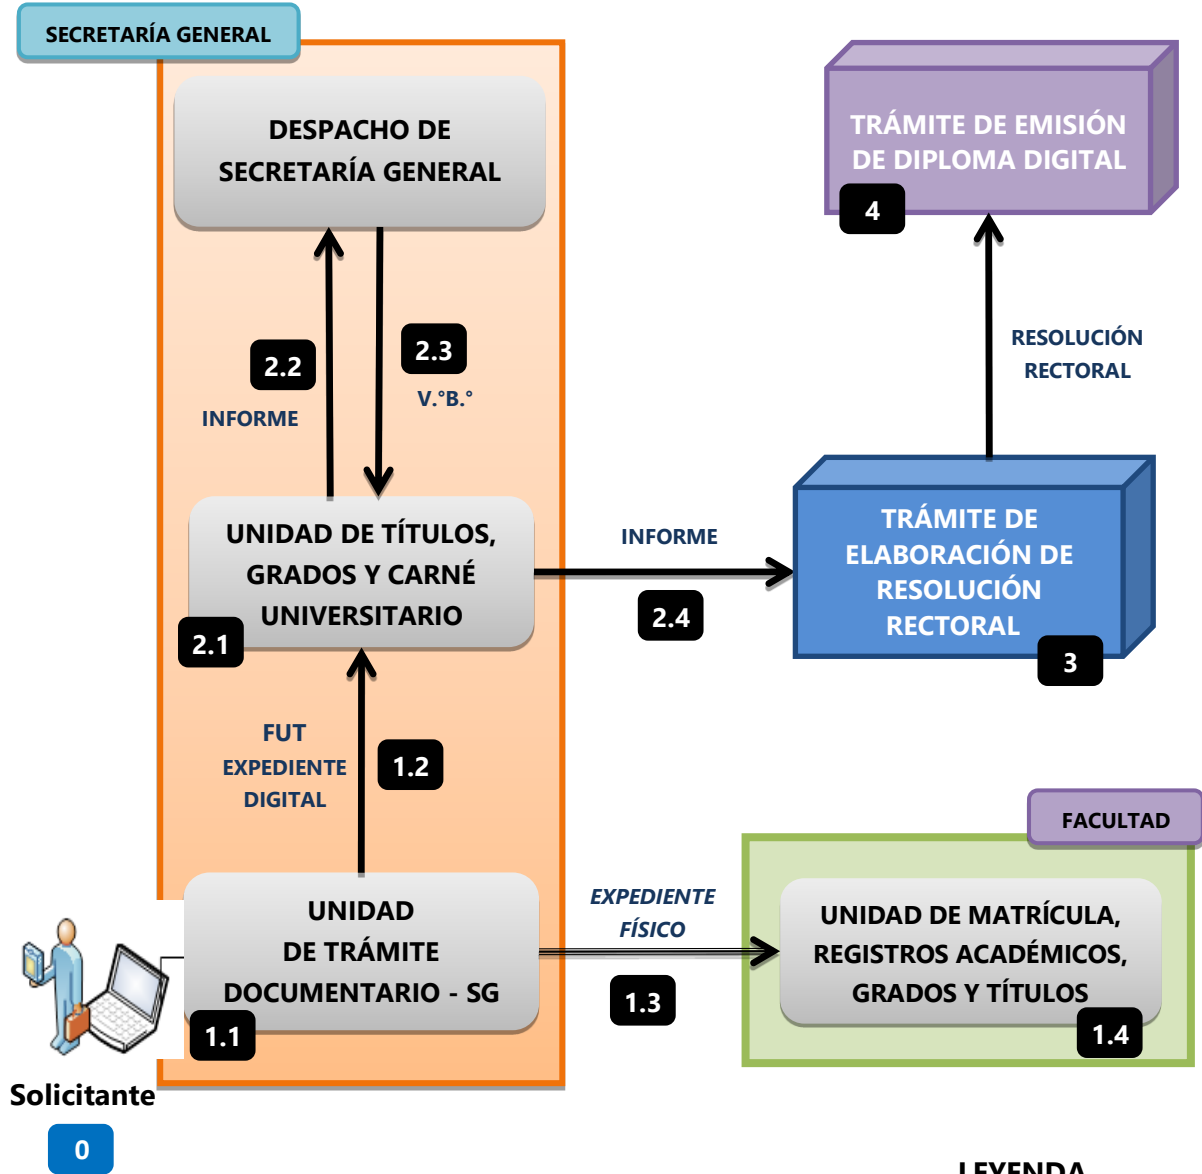 SECRETARÍA GENERAL
DESPACHO DE
SECRETARÍA GENERAL
TRÁMITE DE EMISIÓN
DE DIPLOMA DIGITAL
4
2.2
INFORME
2.3
V.°B.°
RESOLUCIÓN
RECTORAL
UNIDAD DE TÍTULOS,
GRADOS Y CARNÉ
UNIVERSITARIO
2.1
INFORME
2.4
TRÁMITE DE
ELABORACIÓN DE
RESOLUCIÓN
RECTORAL
3
FUT
EXPEDIENTE
DIGITAL
1.2
FACULTAD
UNIDAD
DE TRÁMITE
DOCUMENTARIO - SG
1.1
EXPEDIENTE
FÍSICO
1.3
UNIDAD DE MATRÍCULA,
REGISTROS ACADÉMICOS,
GRADOS Y TÍTULOS
1.4
Solicitante
0
LEYENDA